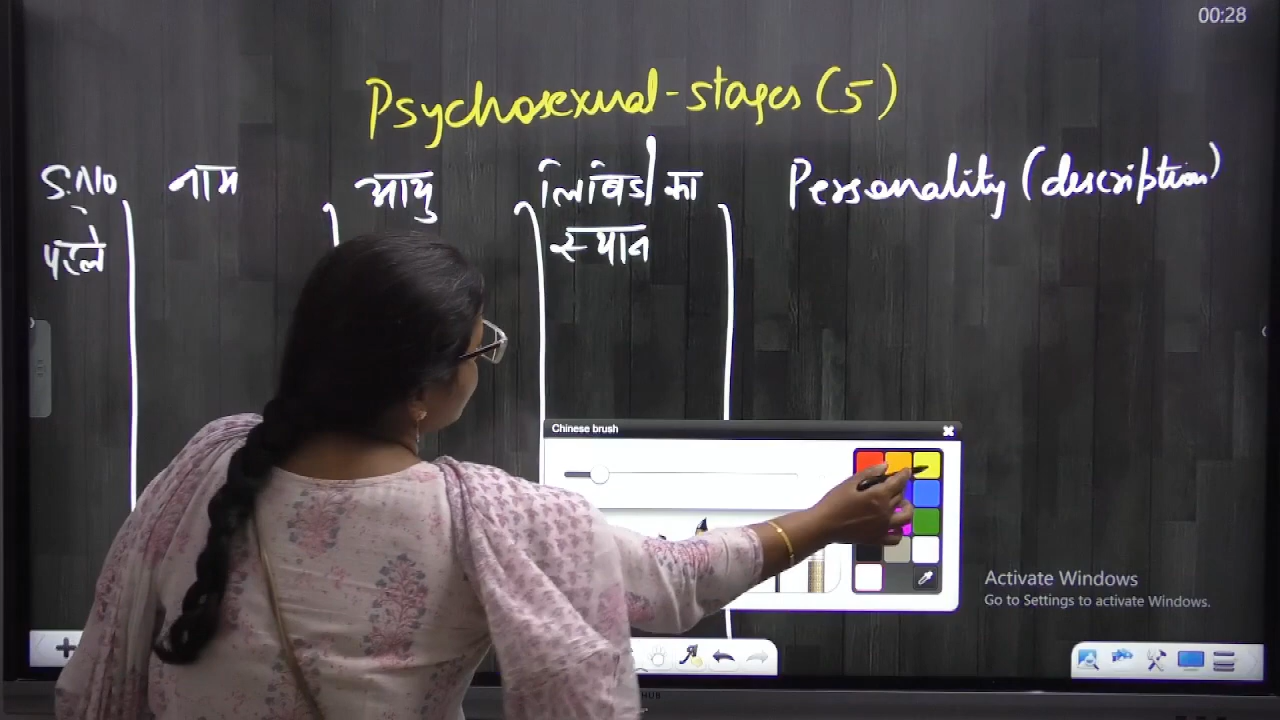 00:28
Psychosexual-stages (5)
S.No नाम आयु लिबिडो का Personality (description)
पहले स्थान
Chinese brush
Activate Windows
Go to Settings to activate Windows.
HUB